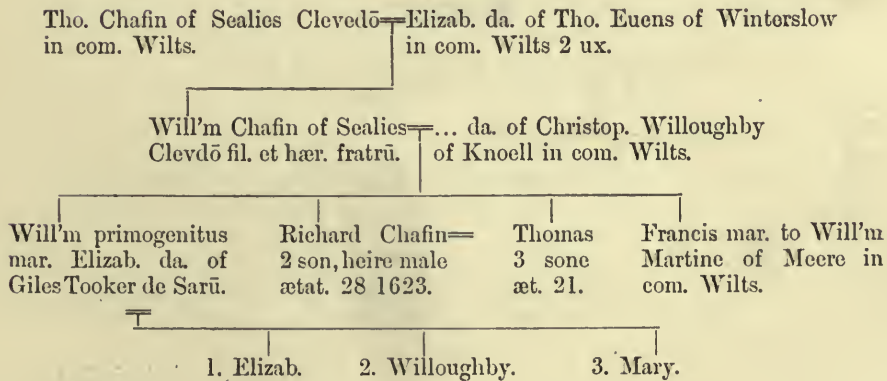 Tho. Chafin of Sealies Clevedō=Elizab. da. of Tho. Euens of Winterslow
in com. Wilts. in com. Wilts 2 ux.
Will'm Chafin of Sealies=... da. of Christop. Willoughby
Clevdō fil. et hær. fratrū. of Knoell in com. Wilts.
Will'm primogenitus
mar. Elizab. da. of
Giles Tooker de Sarū.
Richard Chafin=
2 son, heire male
ætat. 28 1623.
Thomas
3 sone
æt. 21.
Francis mar. to Will'm
Martine of Meere in
com. Wilts.
1. Elizab. 2. Willoughby. 3. Mary.